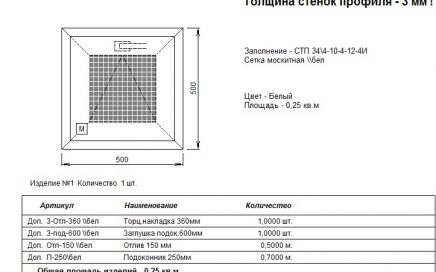 Толщина стенок профиля - 3 мм !
Заполнение - СТП 34\4-10-4-12-4И
Сетка москитная \\бел
Цвет - Белый
Площадь - 0,25 кв.м
500
М
500
Изделие №1 Количество 1 шт.
Артикул Наименование Количество
Доп. 3-Отл-360 \\бел Торц.накладка 360мм 1,0000 шт.
Доп. 3-под-600 \\бел Заглушка подок.600мм 1,0000 шт.
Доп. Отл-150 \\бел Отлив 150 мм 0,5000 м.
Доп. П-250\бел Подоконник 250мм 0,7000 м.
Общая площадь изделий 0,25 кв.м